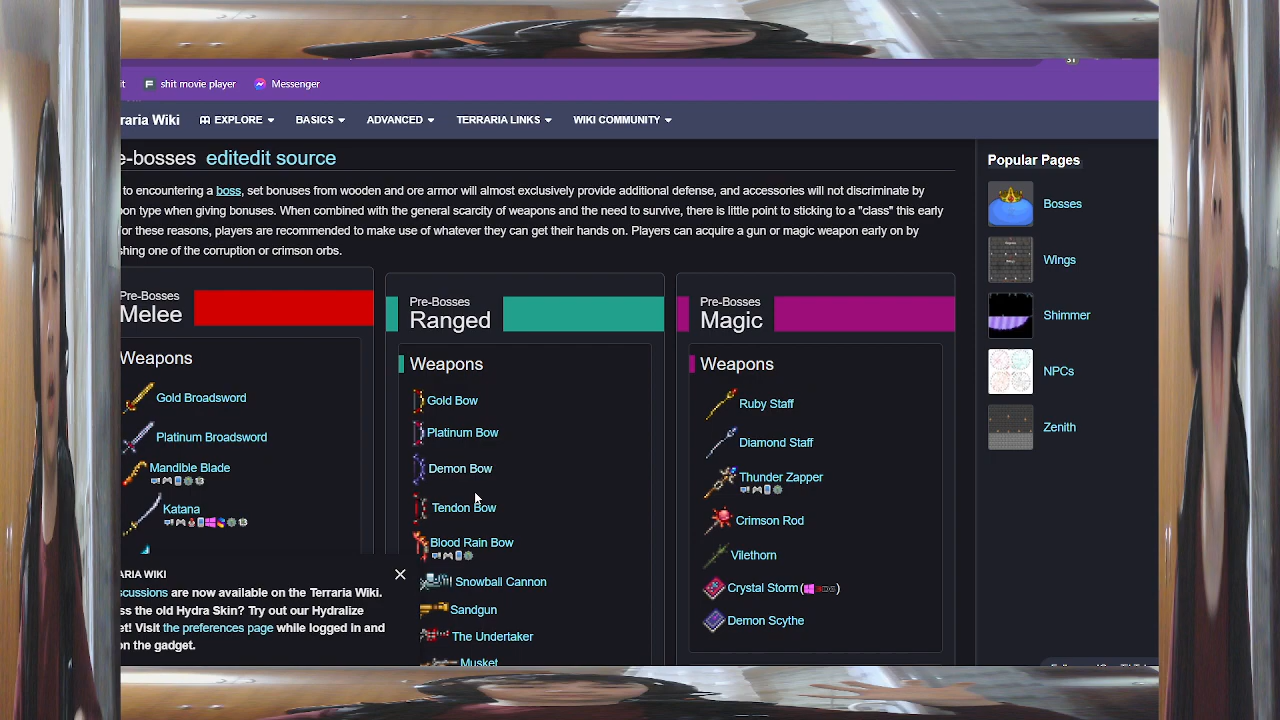 it shit movie player Messenger
raria Wiki EXPLORE BASICS ADVANCED TERRARIA LINKS WIKI COMMUNITY
e-bosses editedit source
to encountering a boss, set bonuses from wooden and ore armor will almost exclusively provide additional defense, and accessories will not discriminate by
on type when giving bonuses. When combined with the general scarcity of weapons and the need to survive, there is little point to sticking to a "class" this early
or these reasons, players are recommended to make use of whatever they can get their hands on. Players can acquire a gun or magic weapon early on by
shing one of the corruption or crimson orbs.
Pre-Bosses
Melee
Weapons
Gold Broadsword
Platinum Broadsword
Mandible Blade
Katana
Pre-Bosses
Ranged
Weapons
Gold Bow
Platinum Bow
Demon Bow
Tendon Bow
Blood Rain Bow
Snowball Cannon
Sandgun
The Undertaker
Musket
Pre-Bosses
Magic
Weapons
Ruby Staff
Diamond Staff
Thunder Zapper
Crimson Rod
Vilethorn
Crystal Storm ( )
Demon Scythe
Popular Pages
Bosses
Wings
Shimmer
NPCs
Zenith
ARIA WIKI
scussions are now available on the Terraria Wiki.
ss the old Hydra Skin? Try out our Hydralize
et! Visit the preferences page while logged in and
on the gadget.